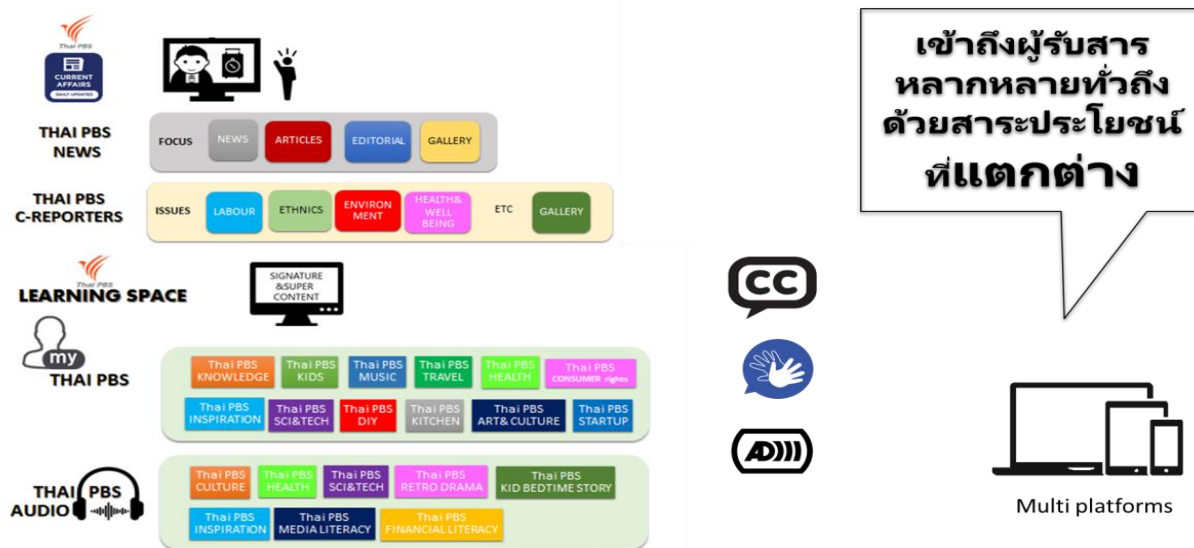 Thai PBS
CURRENT
AFFAIRS
DAILY UPDATED
THAI PBS
NEWS
FOCUS
NEWS
ARTICLES
EDITORIAL
GALLERY
THAI PBS
C-REPORTERS
ISSUES
LABOUR
ETHNICS
ENVIRON
MENT
HEALTH&
WELL
BEING
ETC
GALLERY
Thai PBS
LEARNING SPACE
SIGNATURE
&SUPER
CONTENT
my
THAI PBS
Thai PBS
KNOWLEDGE
Thai PBS
KIDS
Thai PBS
MUSIC
Thai PBS
TRAVEL
Thai PBS
HEALTH
Thai PBS
CONSUMER rights
Thai PBS
INSPIRATION
Thai PBS
SCI&TECH
Thai PBS
DIY
Thai PBS
KITCHEN
Thai PBS
ART& CULTURE
Thai PBS
STARTUP
THAI PBS
AUDIO
Thai PBS
CULTURE
Thai PBS
HEALTH
Thai PBS
SCI&TECH
Thai PBS
RETRO DRAMA
Thai PBS
KID BEDTIME STORY
Thai PBS
INSPIRATION
Thai PBS
MEDIA LITERACY
Thai PBS
FINANCIAL LITERACY
CC
AD
เข้าถึงผู้รับสาร
หลากหลายทั่วถึง
ด้วยสาระประโยชน์
ที่แตกต่าง
Multi platforms